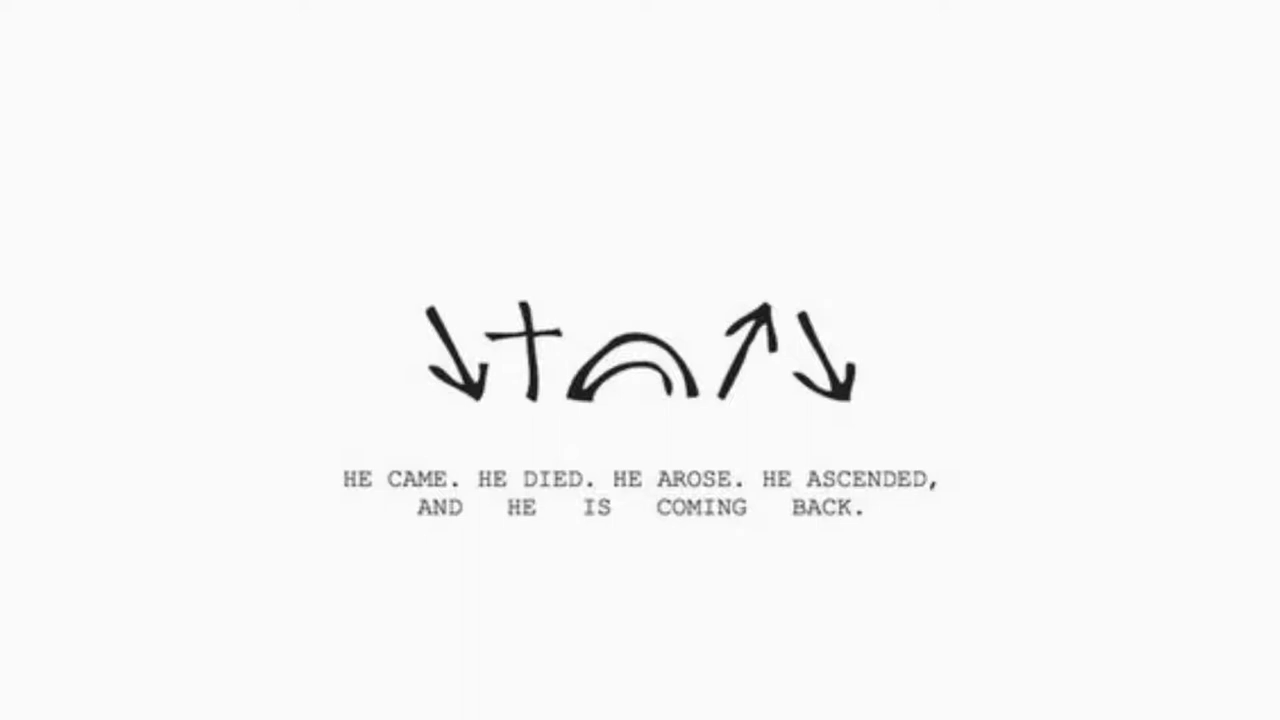 HE CAME. HE DIED. HE AROSE. HE ASCENDED,
AND HE IS COMING BACK.